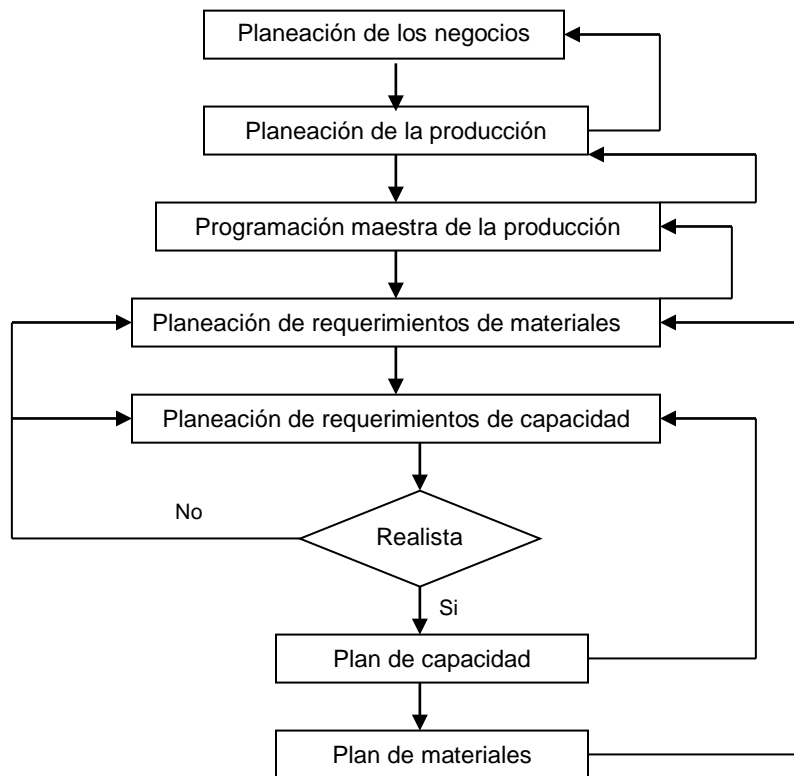 Planeación de los negocios
Planeación de la producción
Programación maestra de la producción
Planeación de requerimientos de materiales
Planeación de requerimientos de capacidad
No
Realista
Si
Plan de capacidad
Plan de materiales